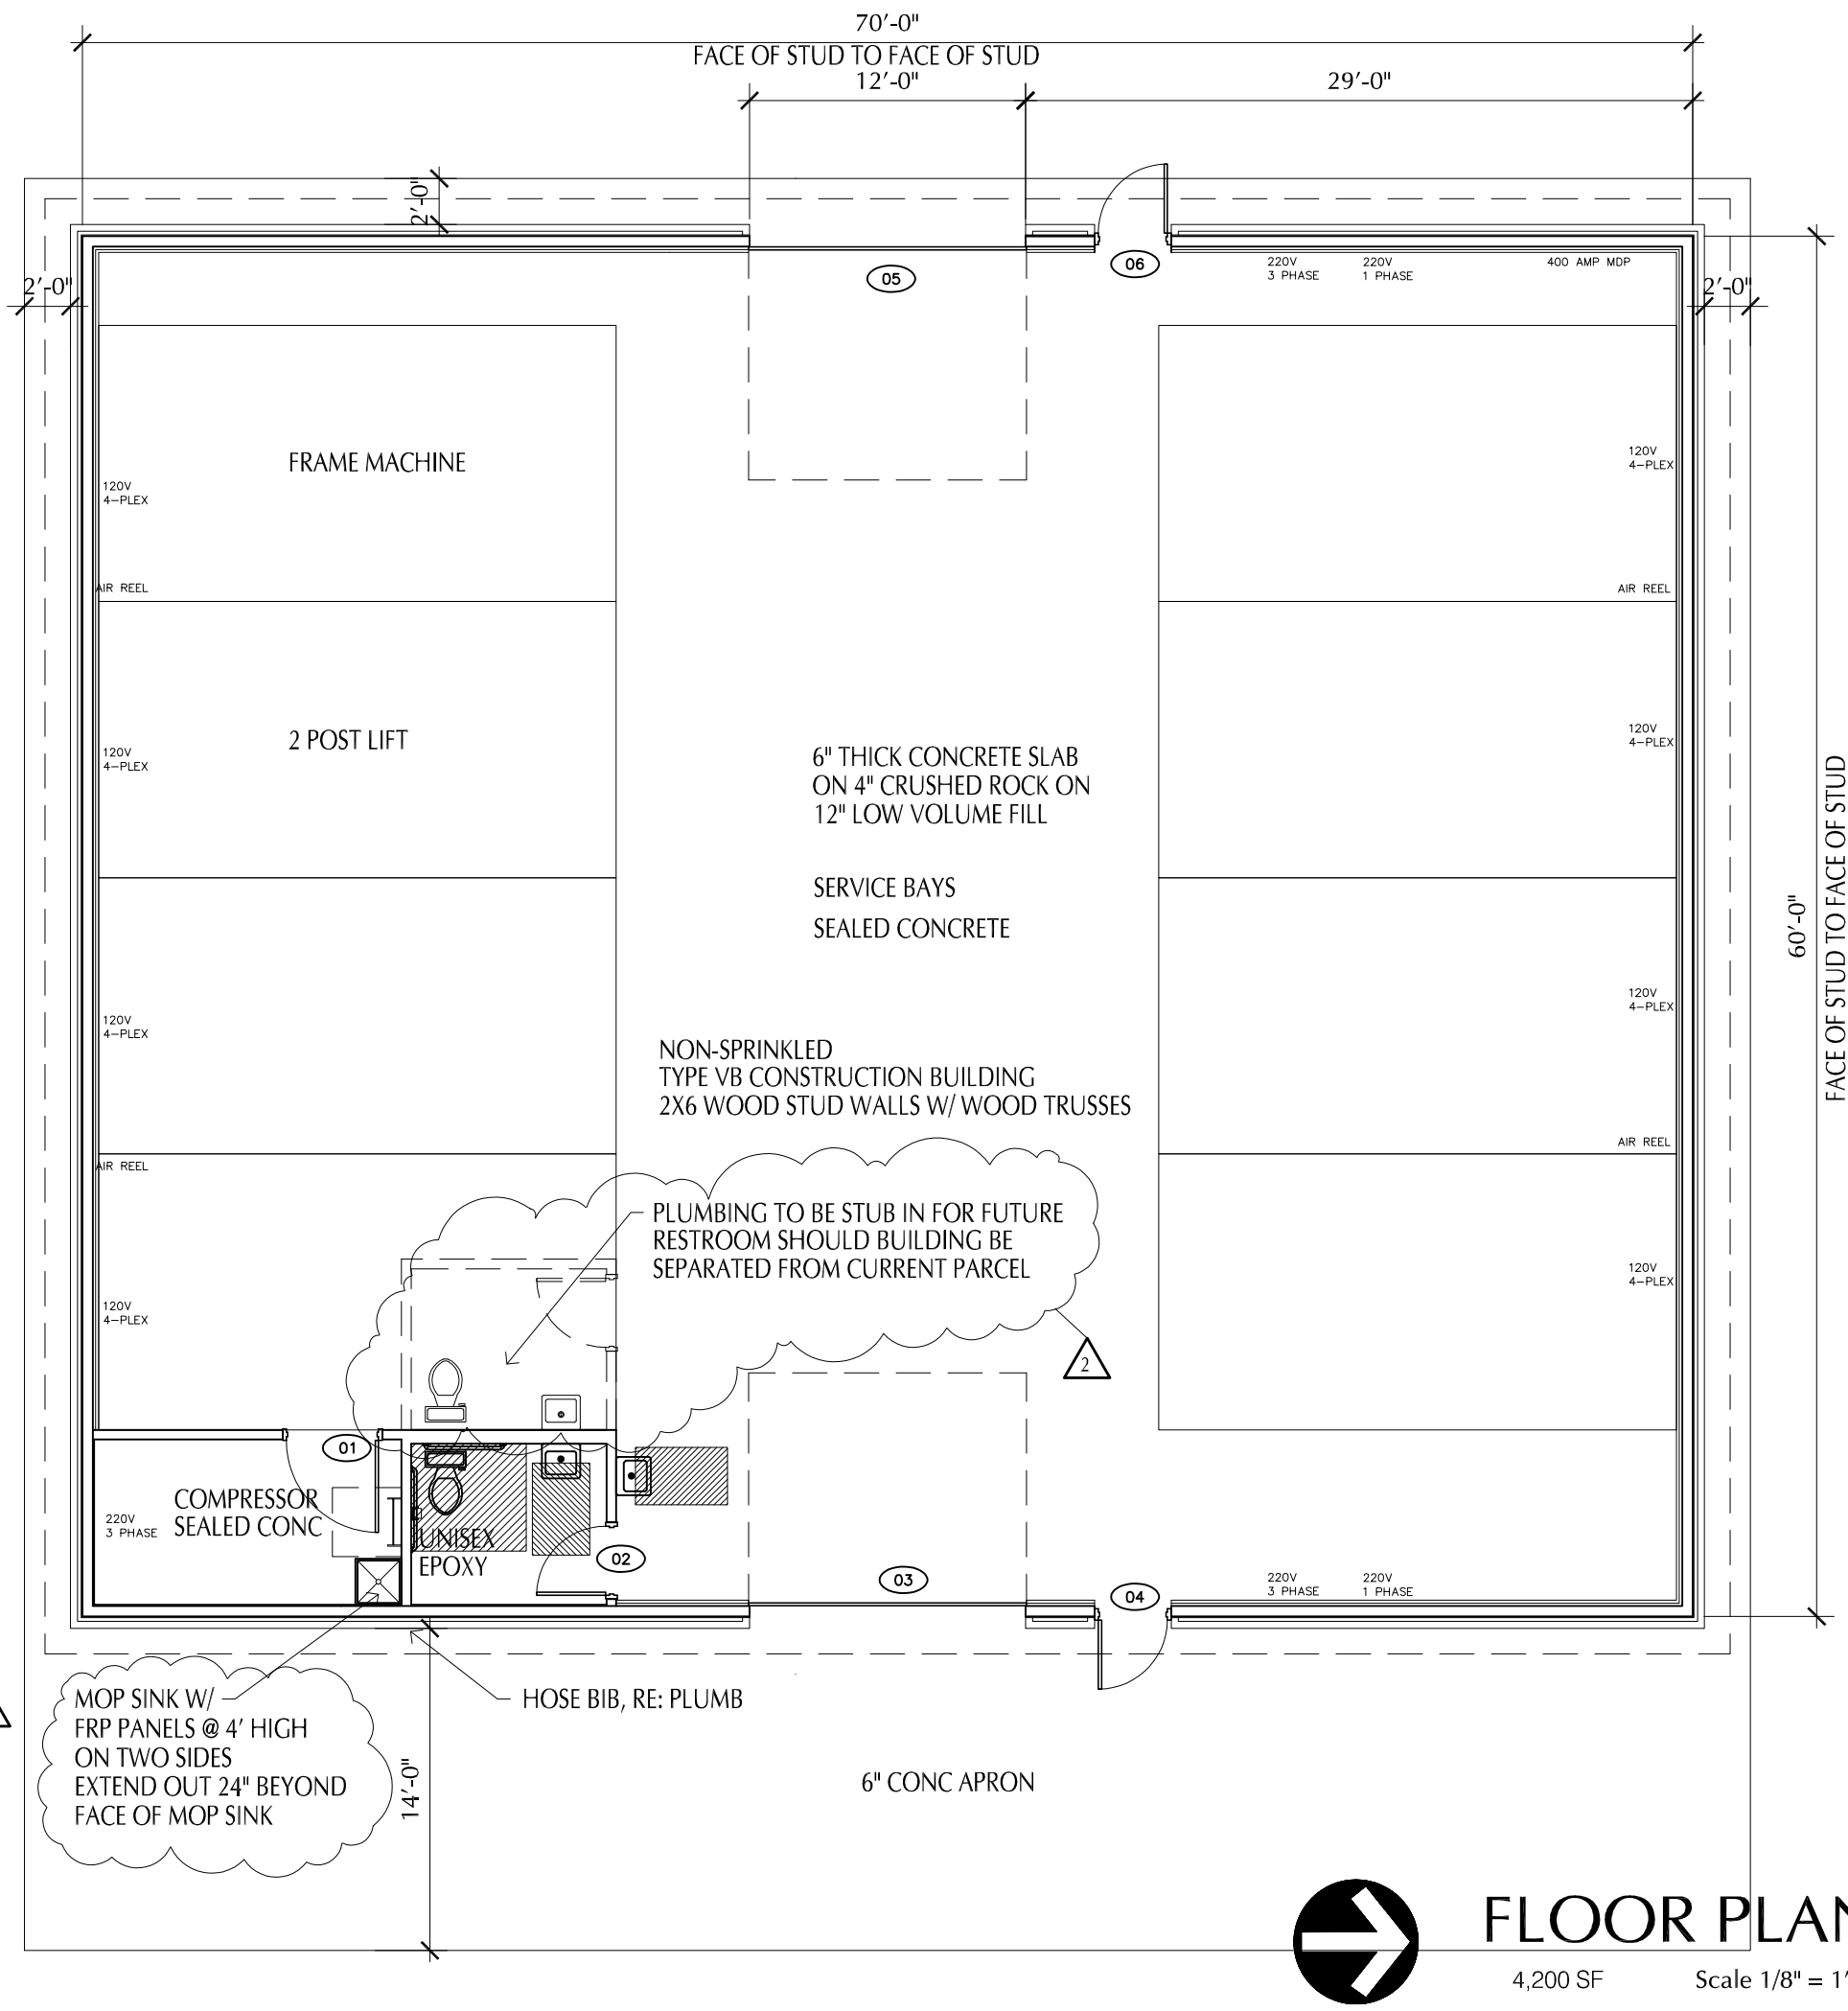 70'-0"
FACE OF STUD TO FACE OF STUD
12'-0"
29'-0"
2'-0"
2'-0"
2'-0"
05
06
220V
3 PHASE
220V
1 PHASE
400 AMP MDP
FRAME MACHINE
120V
4-PLEX
120V
4-PLEX
AIR REEL
AIR REEL
2 POST LIFT
120V
4-PLEX
120V
4-PLEX
6" THICK CONCRETE SLAB
ON 4" CRUSHED ROCK ON
12" LOW VOLUME FILL
SERVICE BAYS
SEALED CONCRETE
60'-0"
FACE OF STUD TO FACE OF STUD
120V
4-PLEX
120V
4-PLEX
NON-SPRINKLED
TYPE VB CONSTRUCTION BUILDING
2X6 WOOD STUD WALLS W/ WOOD TRUSSES
AIR REEL
AIR REEL
PLUMBING TO BE STUB IN FOR FUTURE
RESTROOM SHOULD BUILDING BE
SEPARATED FROM CURRENT PARCEL
2
120V
4-PLEX
120V
4-PLEX
01
COMPRESSOR
SEALED CONC
220V
3 PHASE
UNISEX
EPOXY
02
03
04
220V
3 PHASE
220V
1 PHASE
MOP SINK W/
FRP PANELS @ 4' HIGH
ON TWO SIDES
EXTEND OUT 24" BEYOND
FACE OF MOP SINK
HOSE BIB, RE: PLUMB
14'-0"
6" CONC APRON
FLOOR PLAN
4,200 SF
Scale 1/8" = 1'